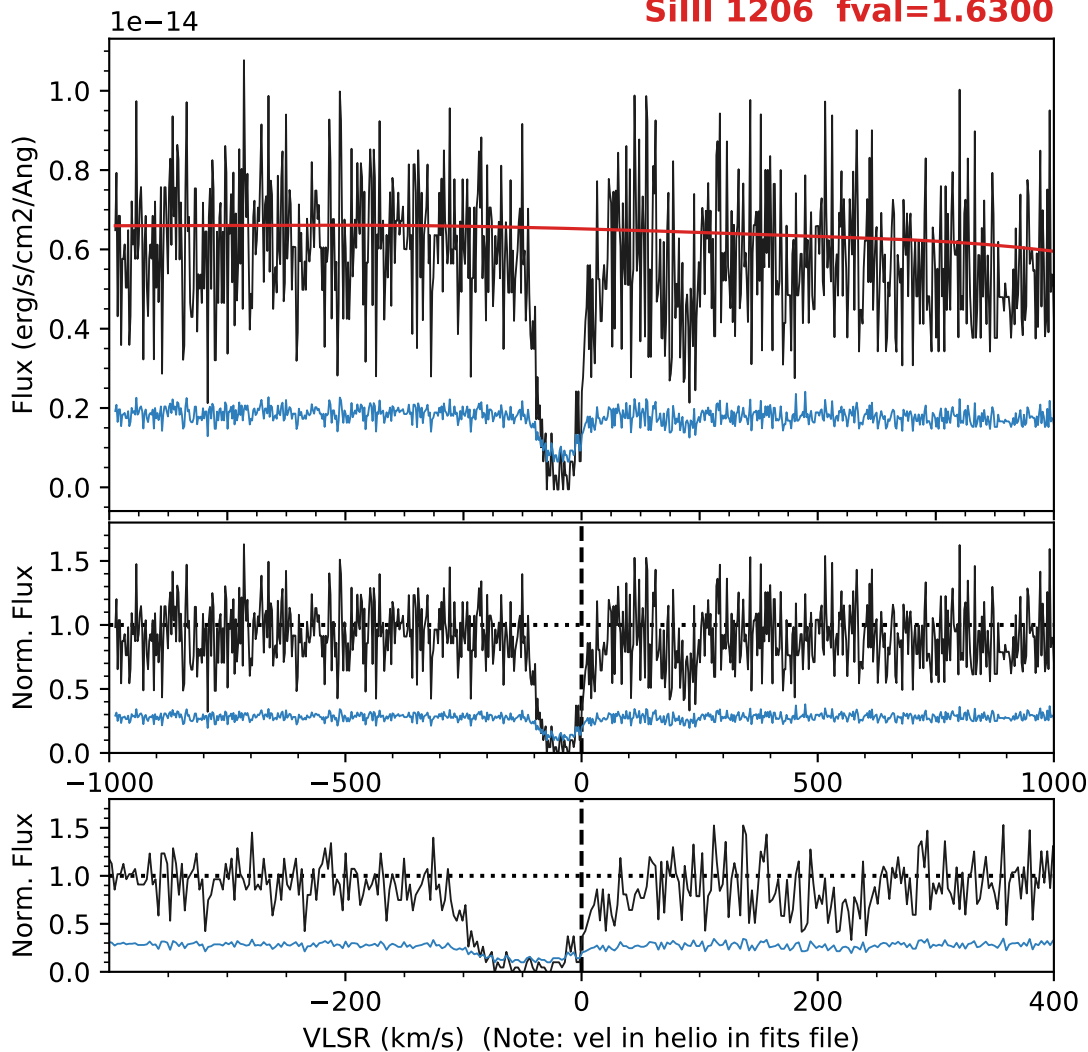 1e−14
SiIII 1206 fval=1.6300
Flux (erg/s/cm2/Ang)
1.0
0.8
0.6
0.4
0.2
0.0
Norm. Flux
1.5
1.0
0.5
0.0
−1000 −500 0 500 1000
Norm. Flux
1.5
1.0
0.5
0.0
−200 0 200 400
VLSR (km/s) (Note: vel in helio in fits file)